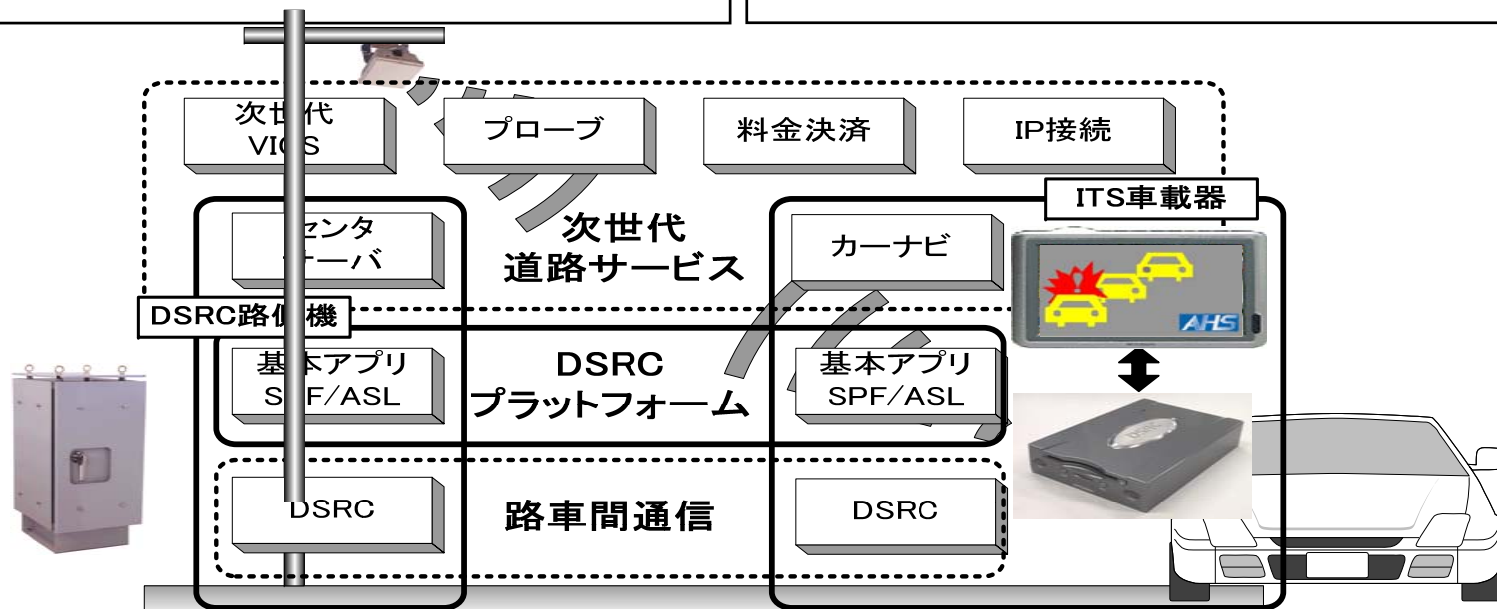 次世代
VICS
プローブ
料金決済
IP接続
ITS車載器
センタ
サーバ
次世代
道路サービス
カーナビ
AHS
DSRC路側機
基本アプリ
SPF/ASL
DSRC
プラットフォーム
基本アプリ
SPF/ASL
DSRC
DSRC
路車間通信
DSRC